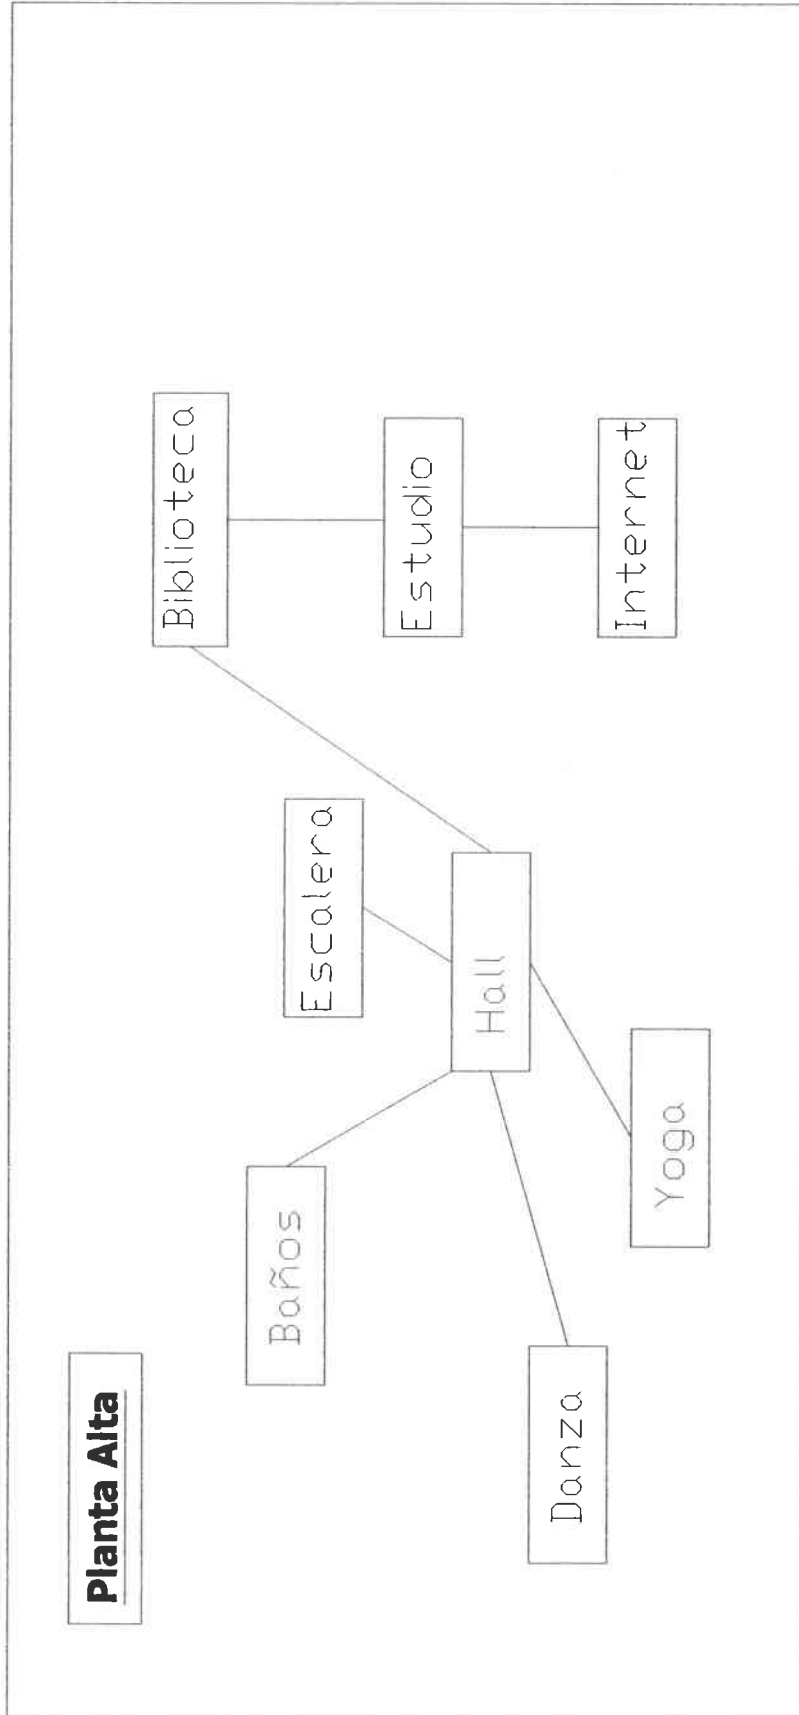 Planta Alta
Baños
Escalera
Biblioteca
Danza
Hall
Estudio
Yoga
Internet